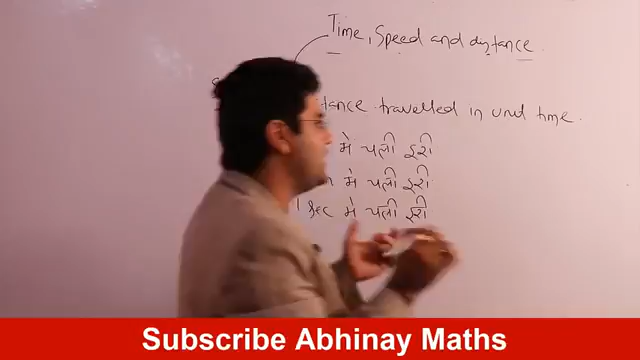 Time, Speed and distance
tance travelled in unit time.
मे चली दूरी
मे चली दूरी
1 Sec मे चली दूरी
Subscribe Abhinay Maths